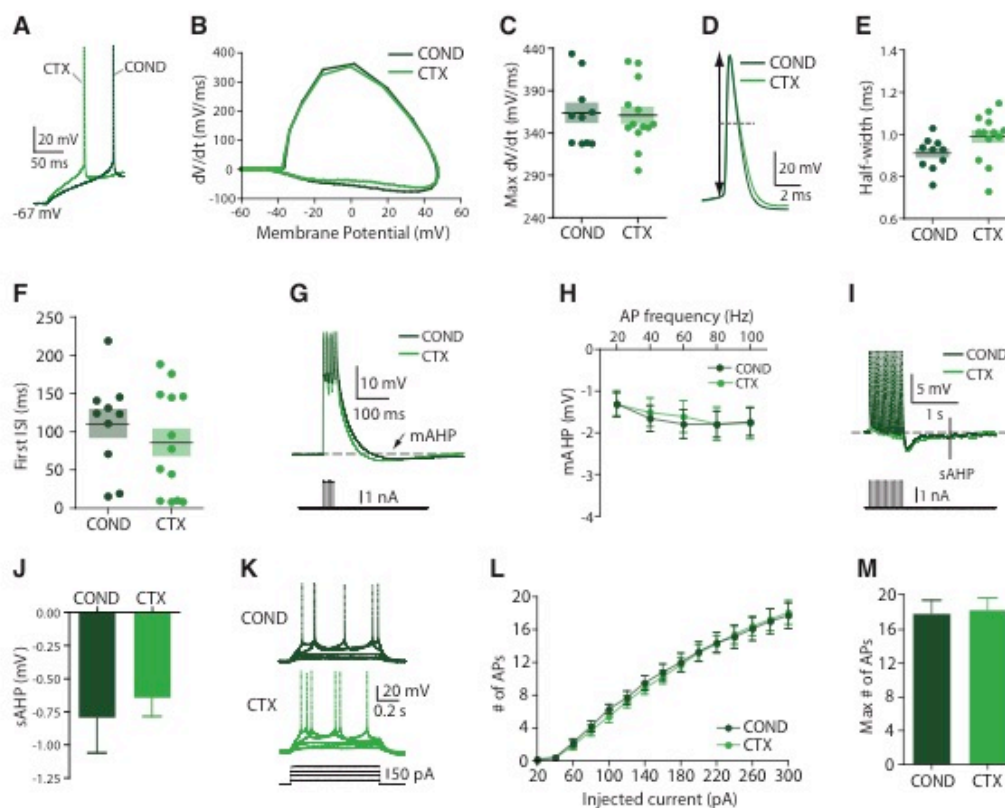 A
CTX
COND
20 mV
50 ms
-67 mV
B
COND
CTX
dV/dt (mV/ms)
400
300
200
100
0
-100
-60
-40
-20
0
20
40
60
Membrane Potential (mV)
C
Max dV/dt (mV/ms)
440
400
360
320
280
260
COND
CTX
D
COND
CTX
20 mV
2 ms
E
Half-width (ms)
1.4
1.2
1.0
0.8
0.6
COND
CTX
F
First ISI (ms)
250
200
150
100
50
0
COND
CTX
G
COND
CTX
10 mV
100 ms
mAHP
1 nA
H
AP frequency (Hz)
20
40
60
80
100
mAHP (mV)
-1
-2
-3
-4
COND
CTX
I
COND
CTX
5 mV
1 s
sAHP
1 nA
J
COND
CTX
sAHP (mV)
0.00
-0.25
-0.50
-0.75
-1.00
-1.25
K
COND
CTX
20 mV
0.2 s
50 pA
L
# of APs
20
16
12
8
4
0
COND
CTX
20
60
100
140
180
220
260
300
Injected current (pA)
M
Max # of APs
20
16
12
8
4
0
COND
CTX